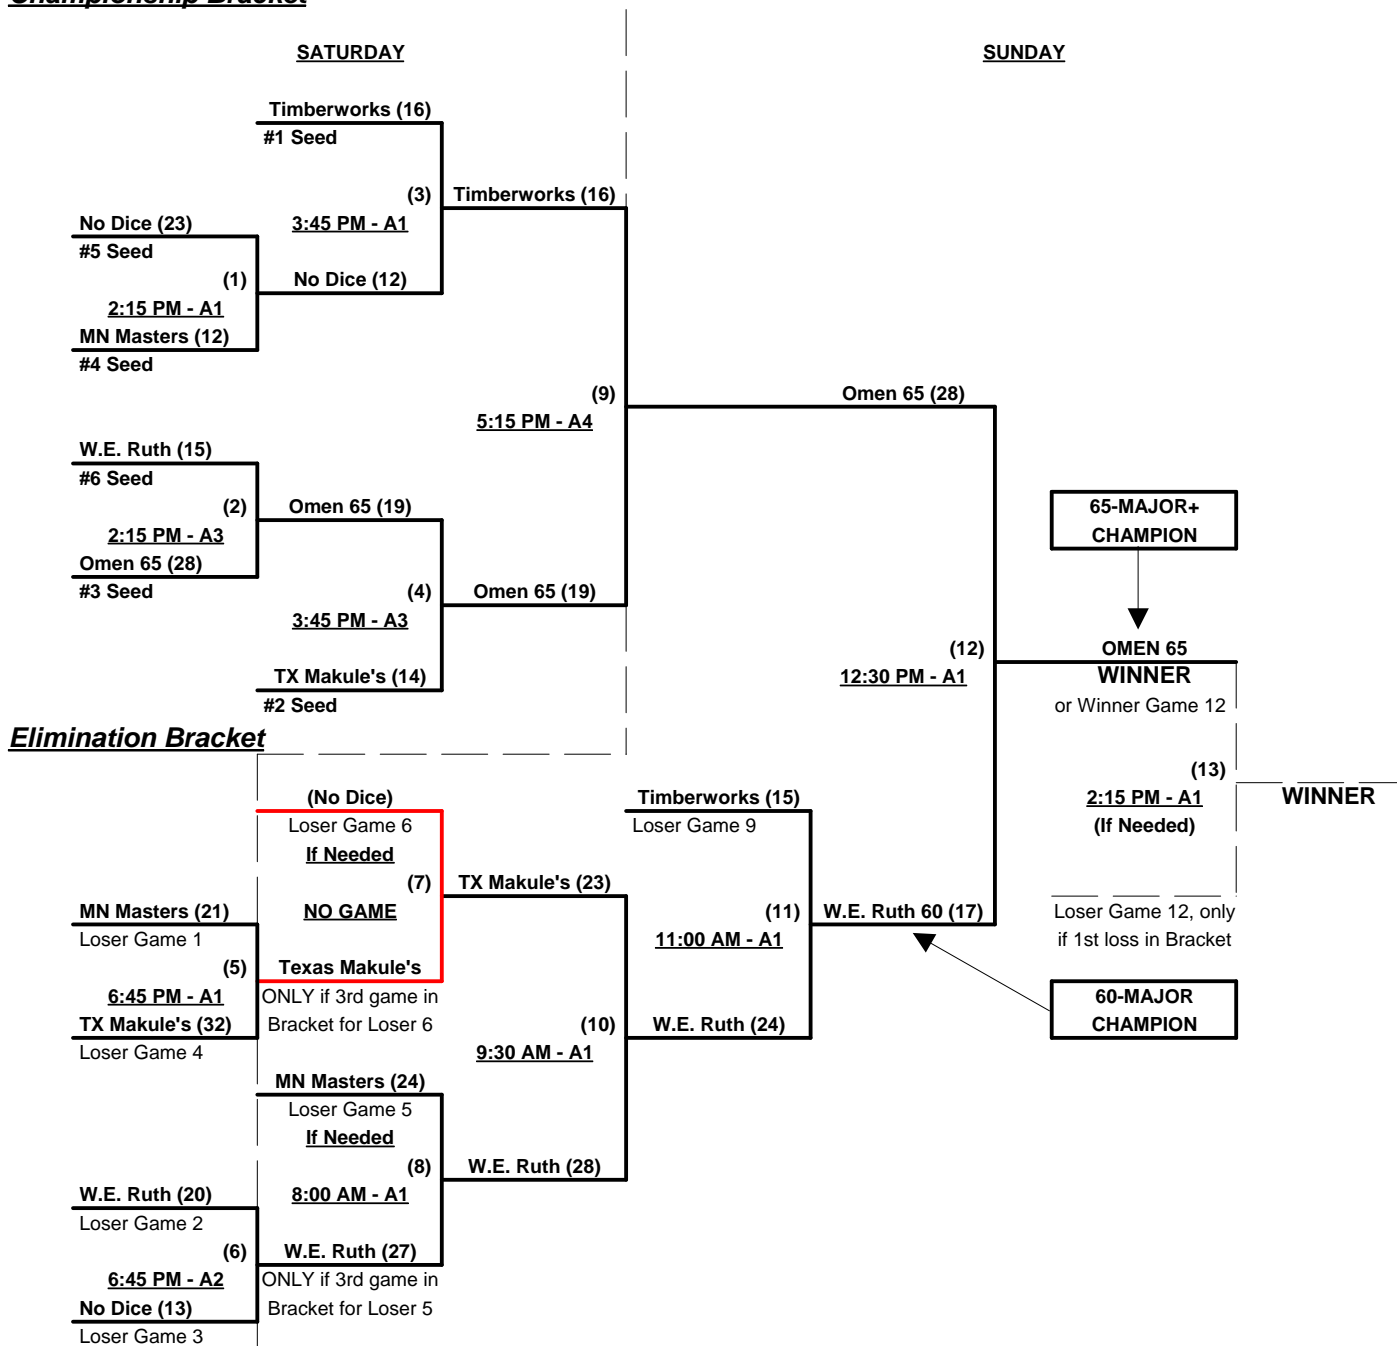 Championship Bracket
SATURDAY
SUNDAY
Timberworks (16)
#1 Seed
(3)
Timberworks (16)
No Dice (23)
3:45 PM - A1
#5 Seed
(1)
No Dice (12)
2:15 PM - A1
MN Masters (12)
#4 Seed
(9)
Omen 65 (28)
5:15 PM - A4
W.E. Ruth (15)
#6 Seed
(2)
Omen 65 (19)
65-MAJOR+
CHAMPION
2:15 PM - A3
Omen 65 (28)
#3 Seed
(4)
Omen 65 (19)
3:45 PM - A3
(12)
OMEN 65
12:30 PM - A1
WINNER
TX Makule's (14)
#2 Seed
or Winner Game 12
Elimination Bracket
(13)
(No Dice)
Timberworks (15)
2:15 PM - A1
WINNER
Loser Game 6
Loser Game 9
(If Needed)
If Needed
(7)
TX Makule's (23)
MN Masters (21)
NO GAME
(11)
W.E. Ruth 60 (17)
Loser Game 12, only
Loser Game 1
11:00 AM - A1
if 1st loss in Bracket
(5)
Texas Makule's
6:45 PM - A1
ONLY if 3rd game in
60-MAJOR
TX Makule's (32)
Bracket for Loser 6
(10)
W.E. Ruth (24)
CHAMPION
Loser Game 4
9:30 AM - A1
MN Masters (24)
Loser Game 5
If Needed
(8)
W.E. Ruth (28)
W.E. Ruth (20)
8:00 AM - A1
Loser Game 2
(6)
W.E. Ruth (27)
6:45 PM - A2
ONLY if 3rd game in
No Dice (13)
Bracket for Loser 5
Loser Game 3